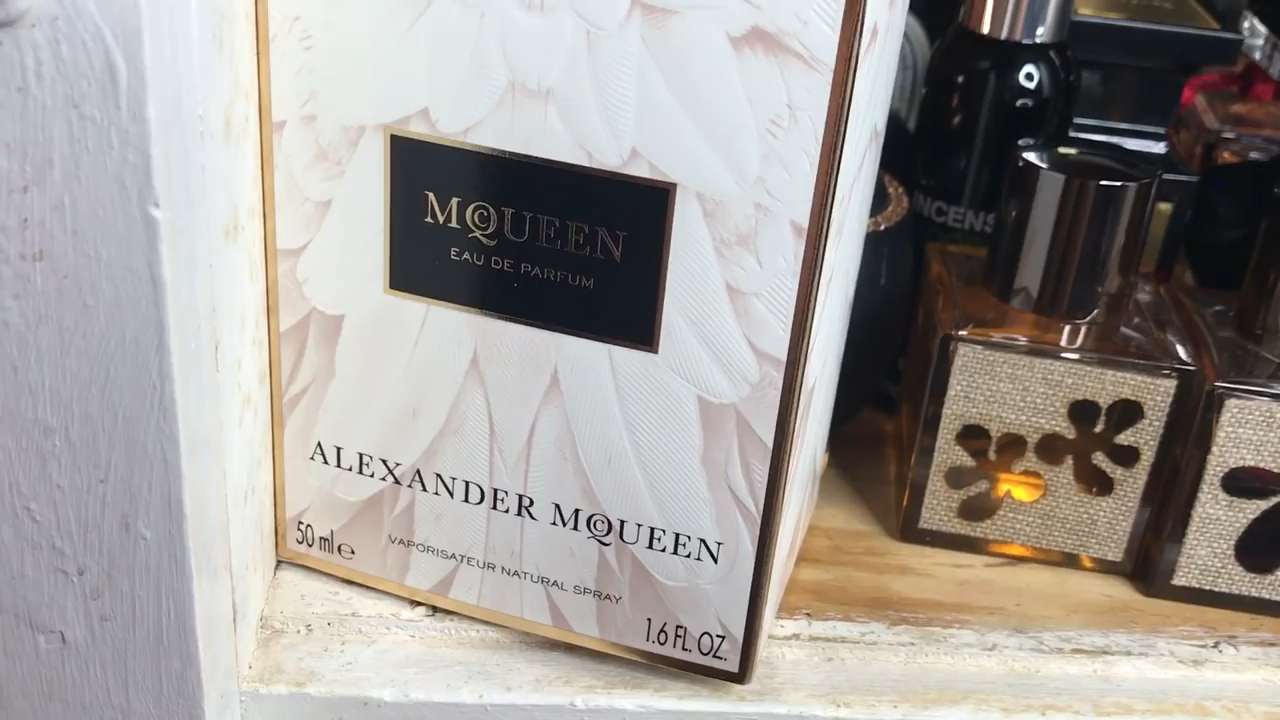 MCQUEEN
EAU DE PARFUM
ALEXANDER MCQUEEN
50 ml e
VAPORISATEUR NATURAL SPRAY
1.6 FL. OZ.
INCENS